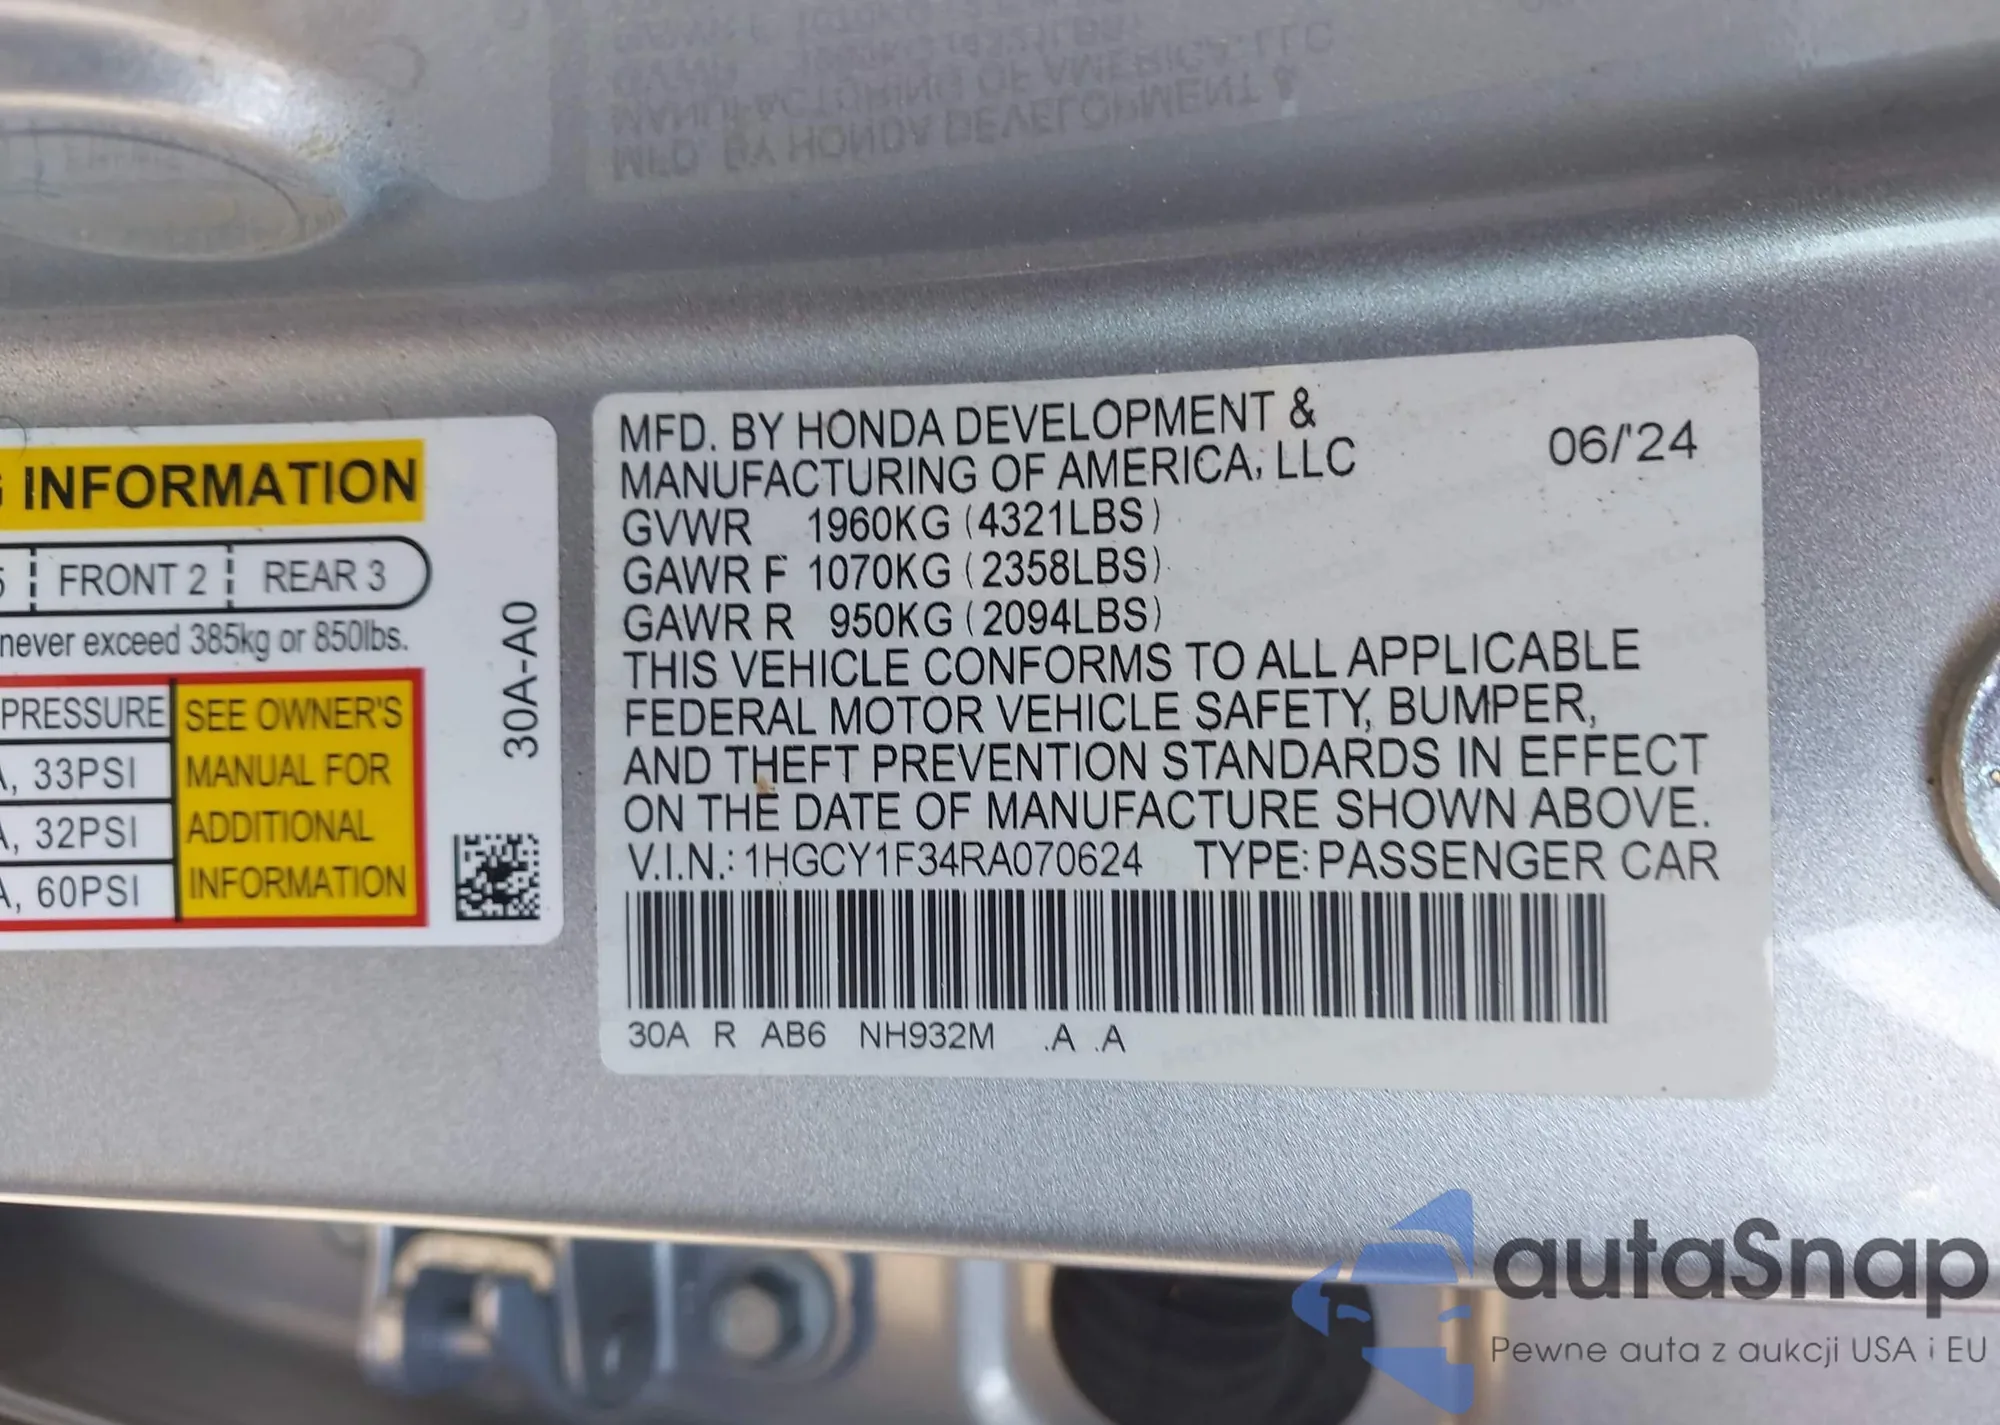 INFORMATION
FRONT 2 REAR 3
never exceed 385kg or 850lbs.
PRESSURE
33PSI
32PSI
60PSI
SEE OWNER'S
MANUAL FOR
ADDITIONAL
INFORMATION
30A-A0
MFD. BY HONDA DEVELOPMENT &
MANUFACTURING OF AMERICA, LLC
06/'24
GVWR 1960KG (4321LBS)
GAWR F 1070KG (2358LBS)
GAWR R 950KG (2094LBS)
THIS VEHICLE CONFORMS TO ALL APPLICABLE
FEDERAL MOTOR VEHICLE SAFETY, BUMPER,
AND THEFT PREVENTION STANDARDS IN EFFECT
ON THE DATE OF MANUFACTURE SHOWN ABOVE.
V.I.N.: 1HGCY1F34RA070624 TYPE: PASSENGER CAR
30A R AB6 NH932M .A .A
autaSnap
Pewne auta z aukcji USA i EU